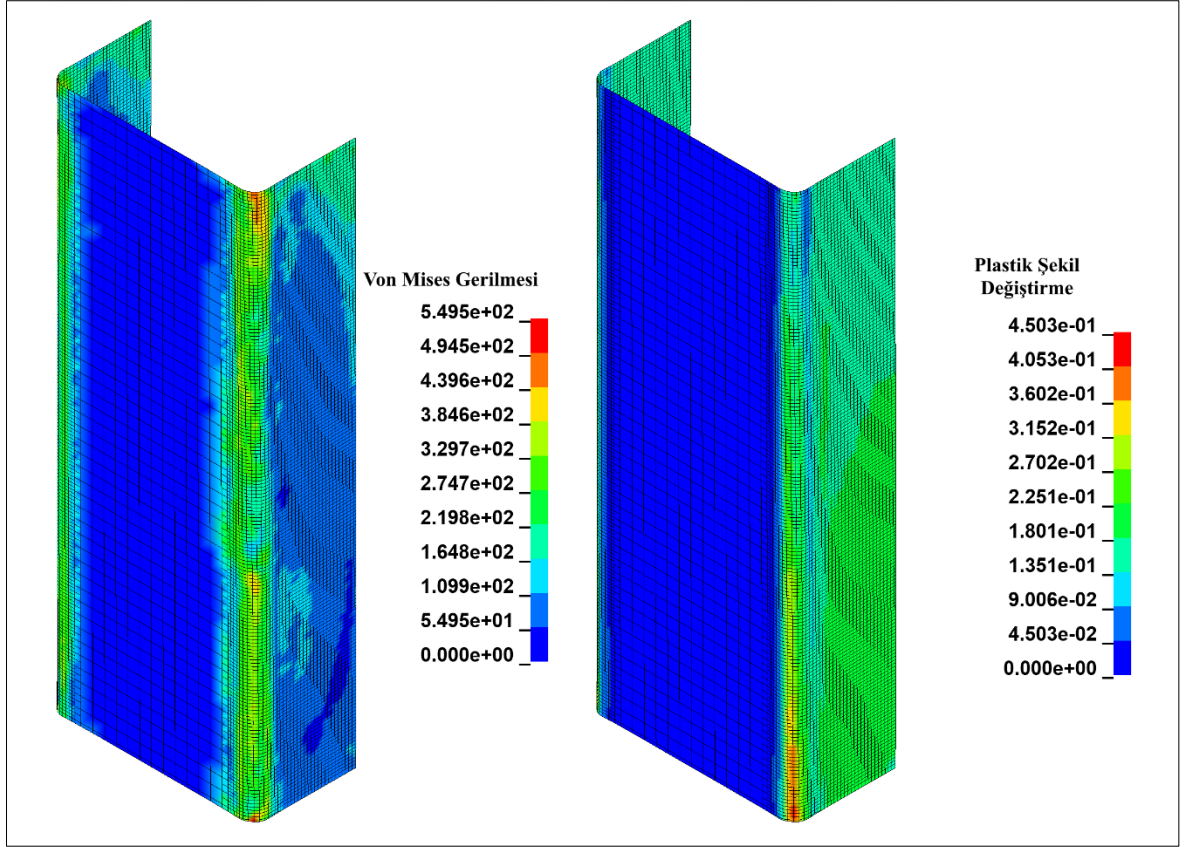 Von Mises Gerilmesi
5.495e+02
4.945e+02
4.396e+02
3.846e+02
3.297e+02
2.747e+02
2.198e+02
1.648e+02
1.099e+02
5.495e+01
0.000e+00
Plastik Şekil
Değiştirme
4.503e-01
4.053e-01
3.602e-01
3.152e-01
2.702e-01
2.251e-01
1.801e-01
1.351e-01
9.006e-02
4.503e-02
0.000e+00